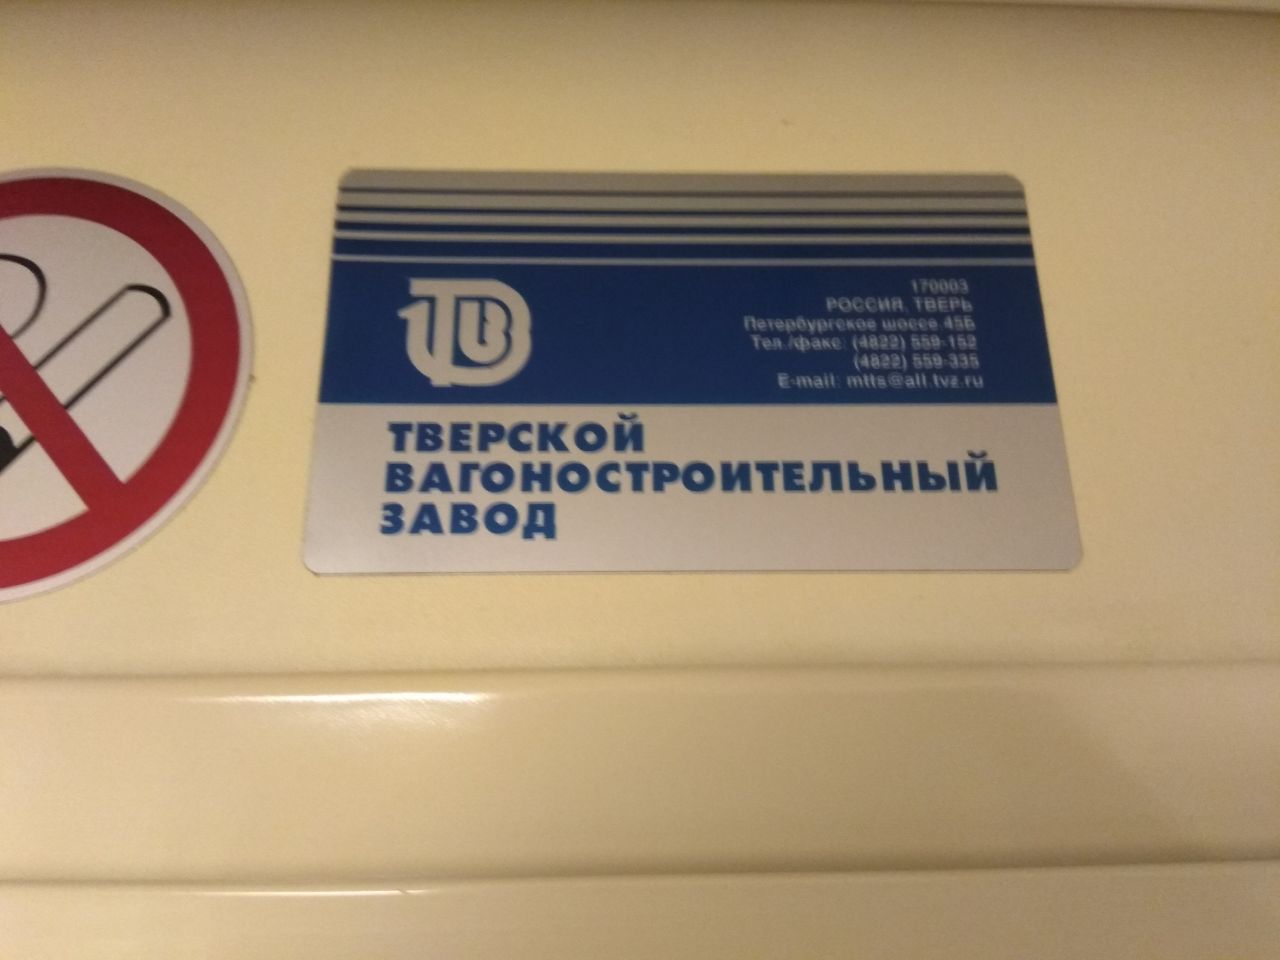 ТВ
170003
РОССИЯ, ТВЕРЬ
Петербургское шоссе 45Б
Тел./факс: (4822) 559-152
(4822) 559-335
E-mail: mtts@all.tvz.ru
ТВЕРСКОЙ
ВАГОНОСТРОИТЕЛЬНЫЙ
ЗАВОД